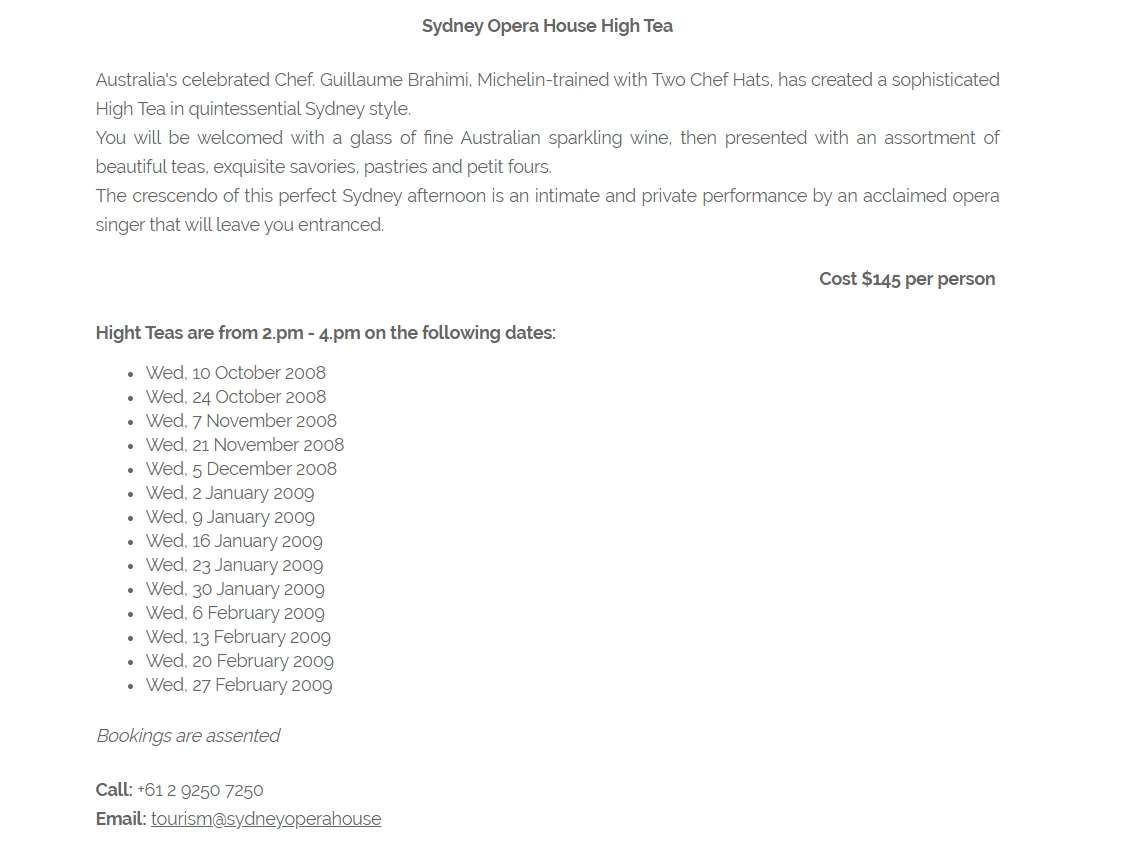 Sydney Opera House High Tea
Australia's celebrated Chef. Guillaume Brahimi, Michelin-trained with Two Chef Hats, has created a sophisticated
High Tea in quintessential Sydney style.
You will be welcomed with a glass of fine Australian sparkling wine, then presented with an assortment of
beautiful teas, exquisite savories, pastries and petit fours.
The crescendo of this perfect Sydney afternoon is an intimate and private performance by an acclaimed opera
singer that will leave you entranced.
Cost $145 per person
Hight Teas are from 2.pm - 4.pm on the following dates:
• Wed, 10 October 2008
• Wed, 24 October 2008
• Wed, 7 November 2008
• Wed, 21 November 2008
• Wed, 5 December 2008
• Wed, 2 January 2009
• Wed, 9 January 2009
• Wed, 16 January 2009
• Wed, 23 January 2009
• Wed, 30 January 2009
• Wed, 6 February 2009
• Wed, 13 February 2009
• Wed, 20 February 2009
• Wed, 27 February 2009
Bookings are assented
Call: +61 2 9250 7250
Email: tourism@sydneyoperahouse